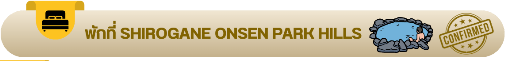 พักที่ SHIROGANE ONSEN PARK HILLS
CONFIRMED